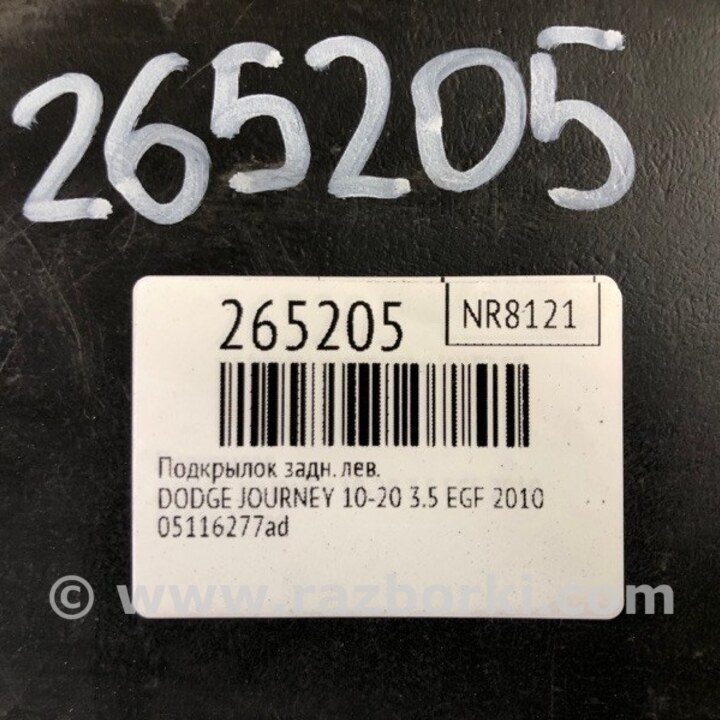 265205
265205
NR8121
Подкрылок задн. лев.
DODGE JOURNEY 10-20 3.5 EGF 2010
05116277ad
© www.razborki.com